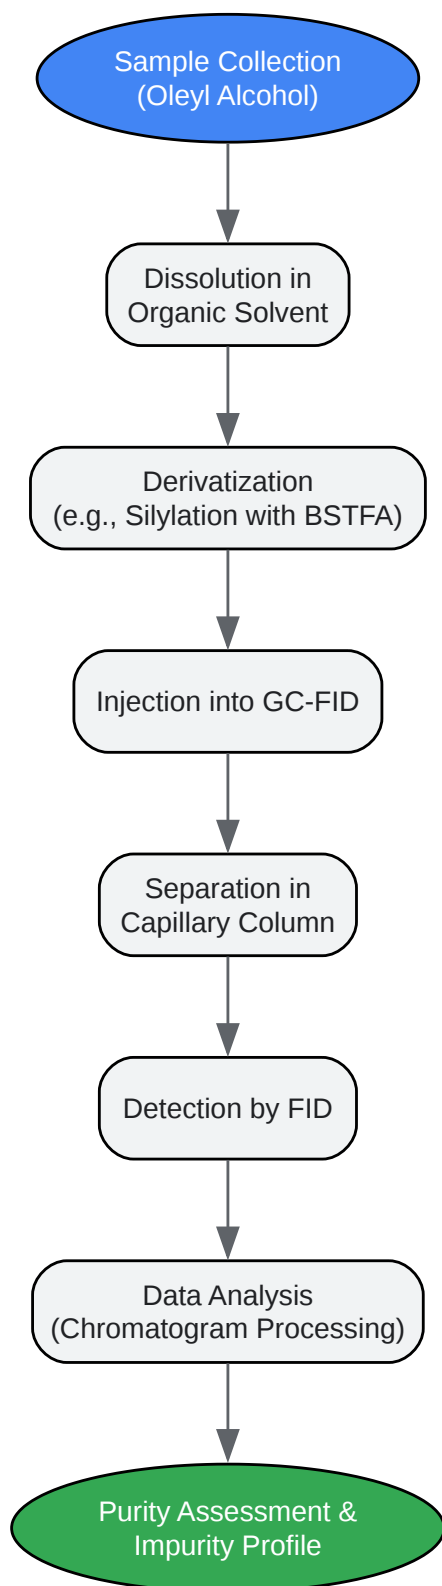 Sample Collection
(Oleyl Alcohol)
Dissolution in
Organic Solvent
Derivatization
(e.g., Silylation with BSTFA)
Injection into GC-FID
Separation in
Capillary Column
Detection by FID
Data Analysis
(Chromatogram Processing)
Purity Assessment &
Impurity Profile